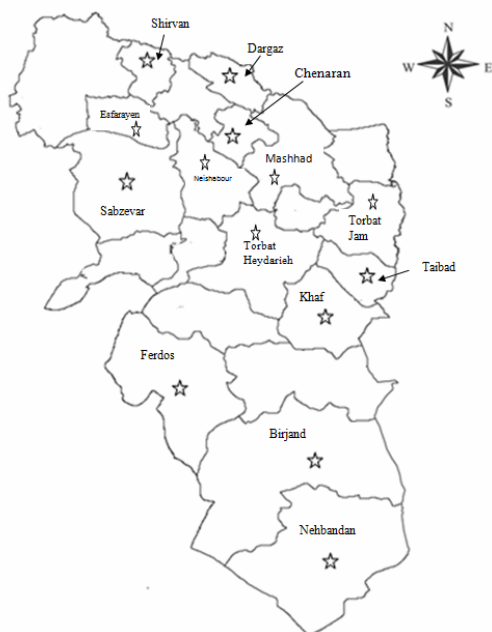 Shirvan
N
Dargaz
W
E
Chenaran
S
Esfarayen
Mashhad
Neishabour
Sabzevar
Torbat
Jam
Torbat
Heydarieh
Taibad
Khaf
Ferdos
Birjand
Nehbandan